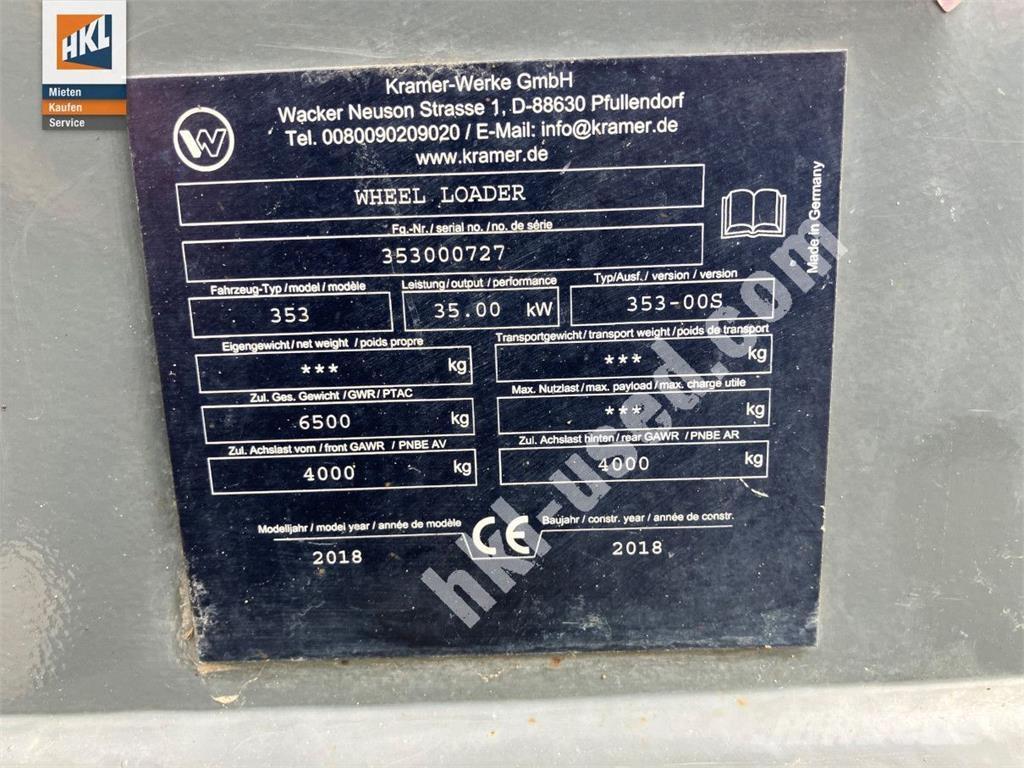 HKL
Mieten
Kaufen
Service
Kramer-Werke GmbH
Wacker Neuson Strasse 1, D-88630 Pfullendorf
Tel. 0080090209020 / E-Mail: info@kramer.de
www.kramer.de
WHEEL LOADER
Made in Germany
Fg.-Nr./ serial no./no. de série
353000727
Fahrzeug-Typ/model/modèle Leistung/output /performance Typ/Ausf./ version/ version
353 35.00 kW 353-00S
Eigengewicht/net weight /poids propre Transportgewicht/transport weight/poids de transport
*** kg *** kg
Zul. Ges. Gewicht /GWR/PTAC Max. Nutzlast/max. payload/max. charge utile
6500 kg *** kg
Zul. Achslast vorn/ front GAWR / PNBE AV Zul. Achslast hinten/rear GAWR /PNBE AR
4000 kg 4000 kg
Modelljahr/ model year/année de modèle CE Baujahr/ constr. year /année de constr.
2018 2018
hkl-used.com